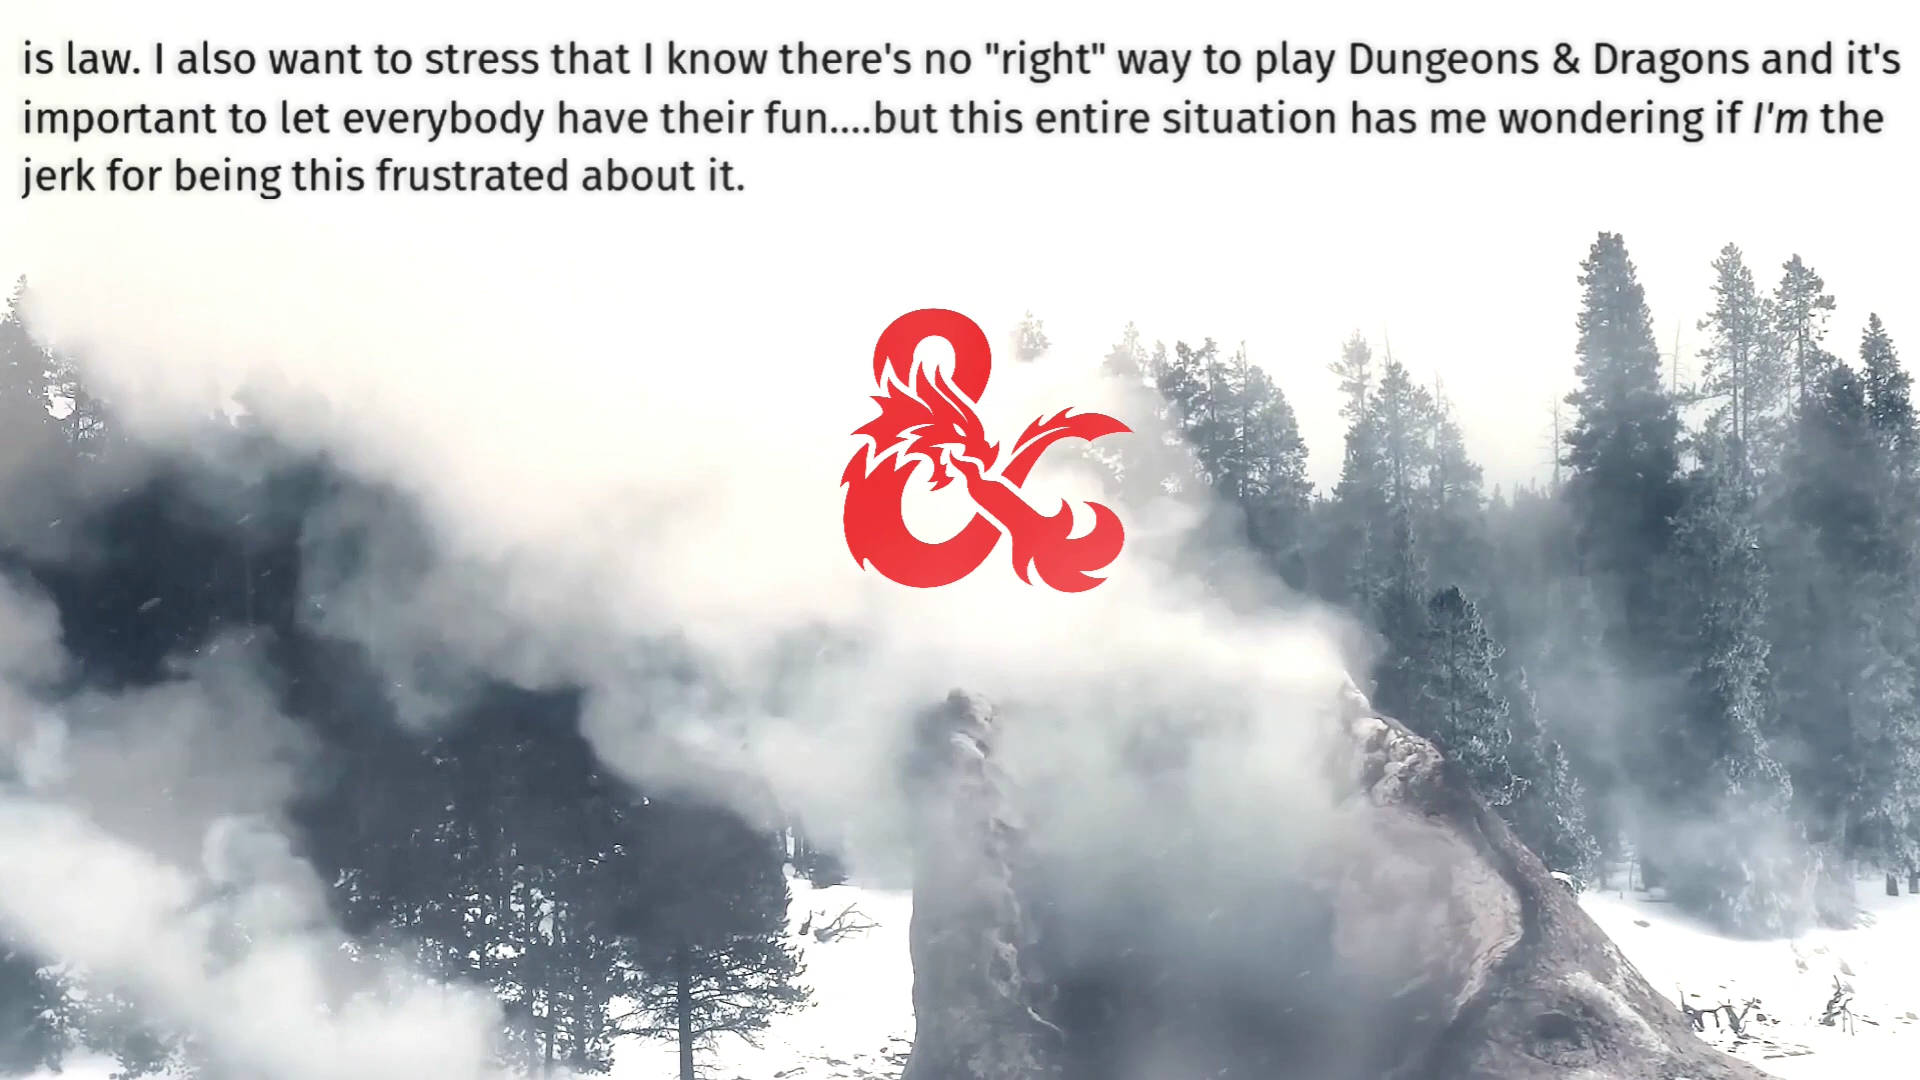 is law. I also want to stress that I know there's no "right" way to play Dungeons & Dragons and it's
important to let everybody have their fun....but this entire situation has me wondering if I'm the
jerk for being this frustrated about it.